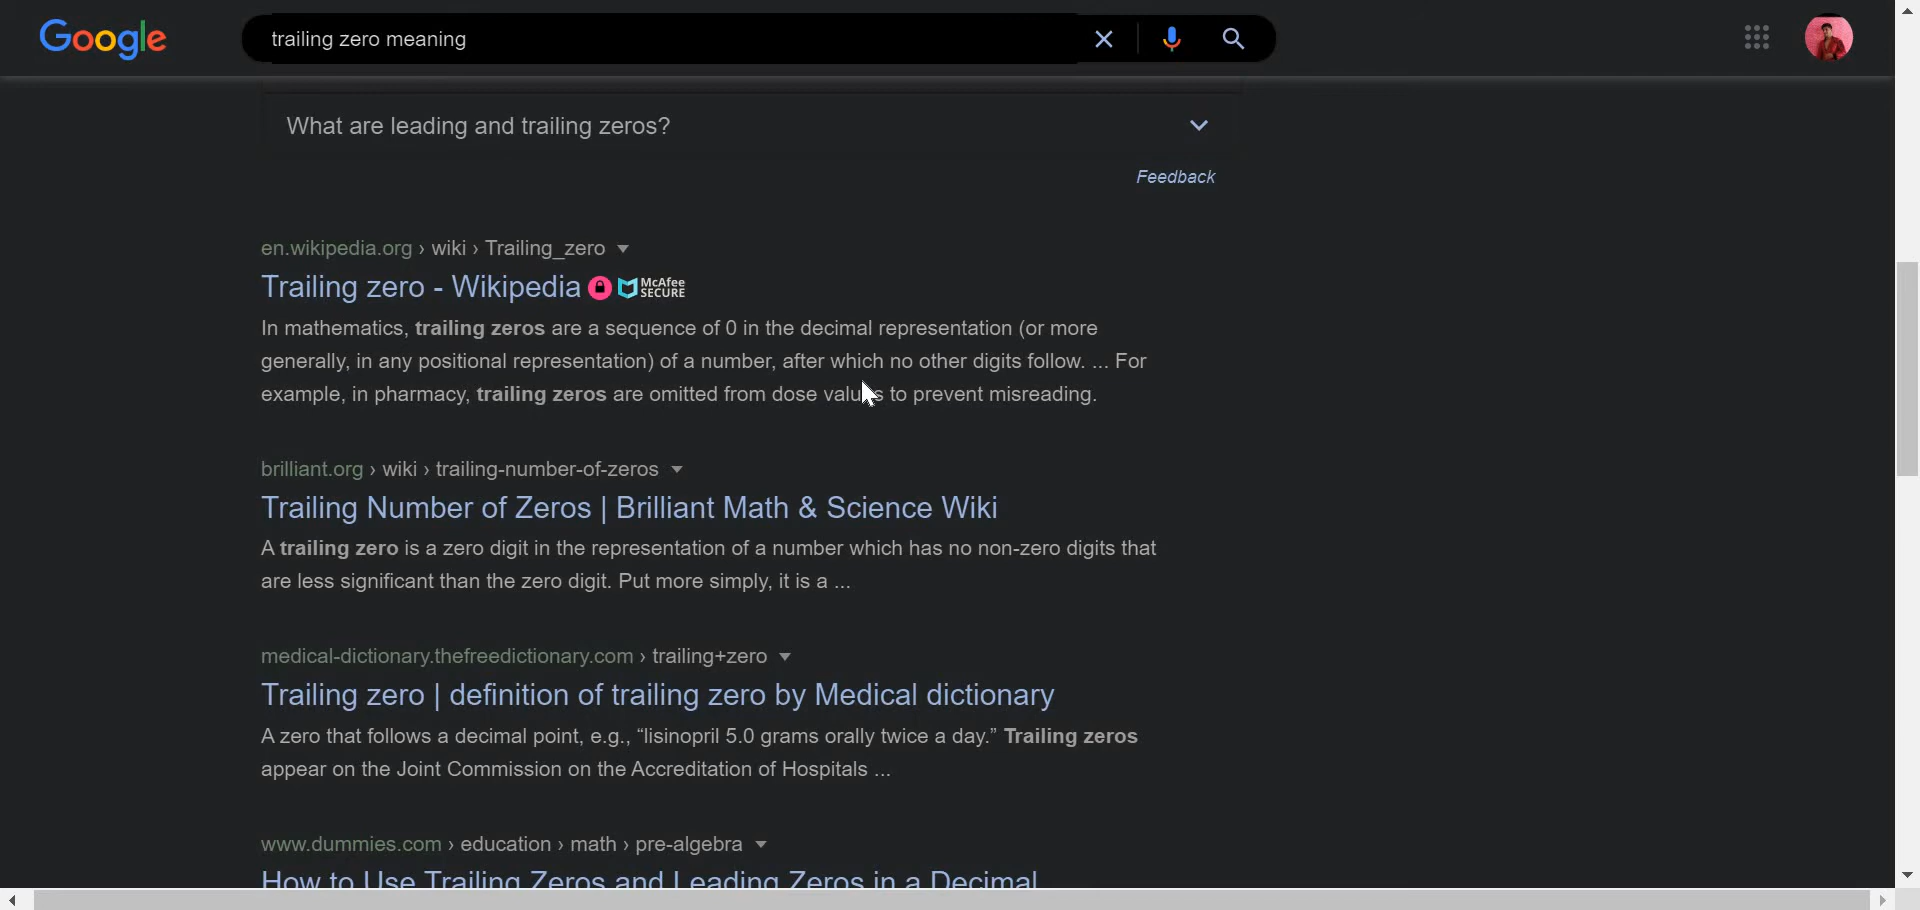 Google
trailing zero meaning
What are leading and trailing zeros?
Feedback
en.wikipedia.org › wiki › Trailing_zero
Trailing zero - Wikipedia McAfee SECURE
In mathematics, trailing zeros are a sequence of 0 in the decimal representation (or more
generally, in any positional representation) of a number, after which no other digits follow. ... For
example, in pharmacy, trailing zeros are omitted from dose values to prevent misreading.
brilliant.org › wiki › trailing-number-of-zeros
Trailing Number of Zeros | Brilliant Math & Science Wiki
A trailing zero is a zero digit in the representation of a number which has no non-zero digits that
are less significant than the zero digit. Put more simply, it is a ...
medical-dictionary.thefreedictionary.com › trailing+zero
Trailing zero | definition of trailing zero by Medical dictionary
A zero that follows a decimal point, e.g., “lisinopril 5.0 grams orally twice a day.” Trailing zeros
appear on the Joint Commission on the Accreditation of Hospitals ...
www.dummies.com › education › math › pre-algebra
How to Use Trailing Zeros and Leading Zeros in a Decimal